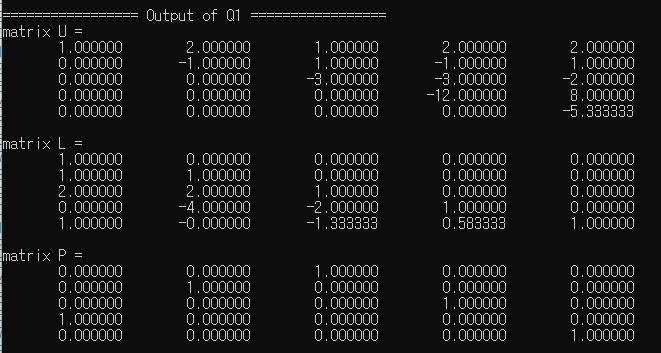 ================= Output of Q1 =================
matrix U =
1.000000 2.000000 1.000000 2.000000 2.000000
0.000000 -1.000000 1.000000 -1.000000 1.000000
0.000000 0.000000 -3.000000 -3.000000 -2.000000
0.000000 0.000000 0.000000 -12.000000 8.000000
0.000000 0.000000 0.000000 0.000000 -5.333333
matrix L =
1.000000 0.000000 0.000000 0.000000 0.000000
1.000000 1.000000 0.000000 0.000000 0.000000
2.000000 2.000000 1.000000 0.000000 0.000000
0.000000 -4.000000 -2.000000 1.000000 0.000000
1.000000 -0.000000 -1.333333 0.583333 1.000000
matrix P =
0.000000 0.000000 1.000000 0.000000 0.000000
0.000000 1.000000 0.000000 0.000000 0.000000
0.000000 0.000000 0.000000 1.000000 0.000000
1.000000 0.000000 0.000000 0.000000 0.000000
0.000000 0.000000 0.000000 0.000000 1.000000